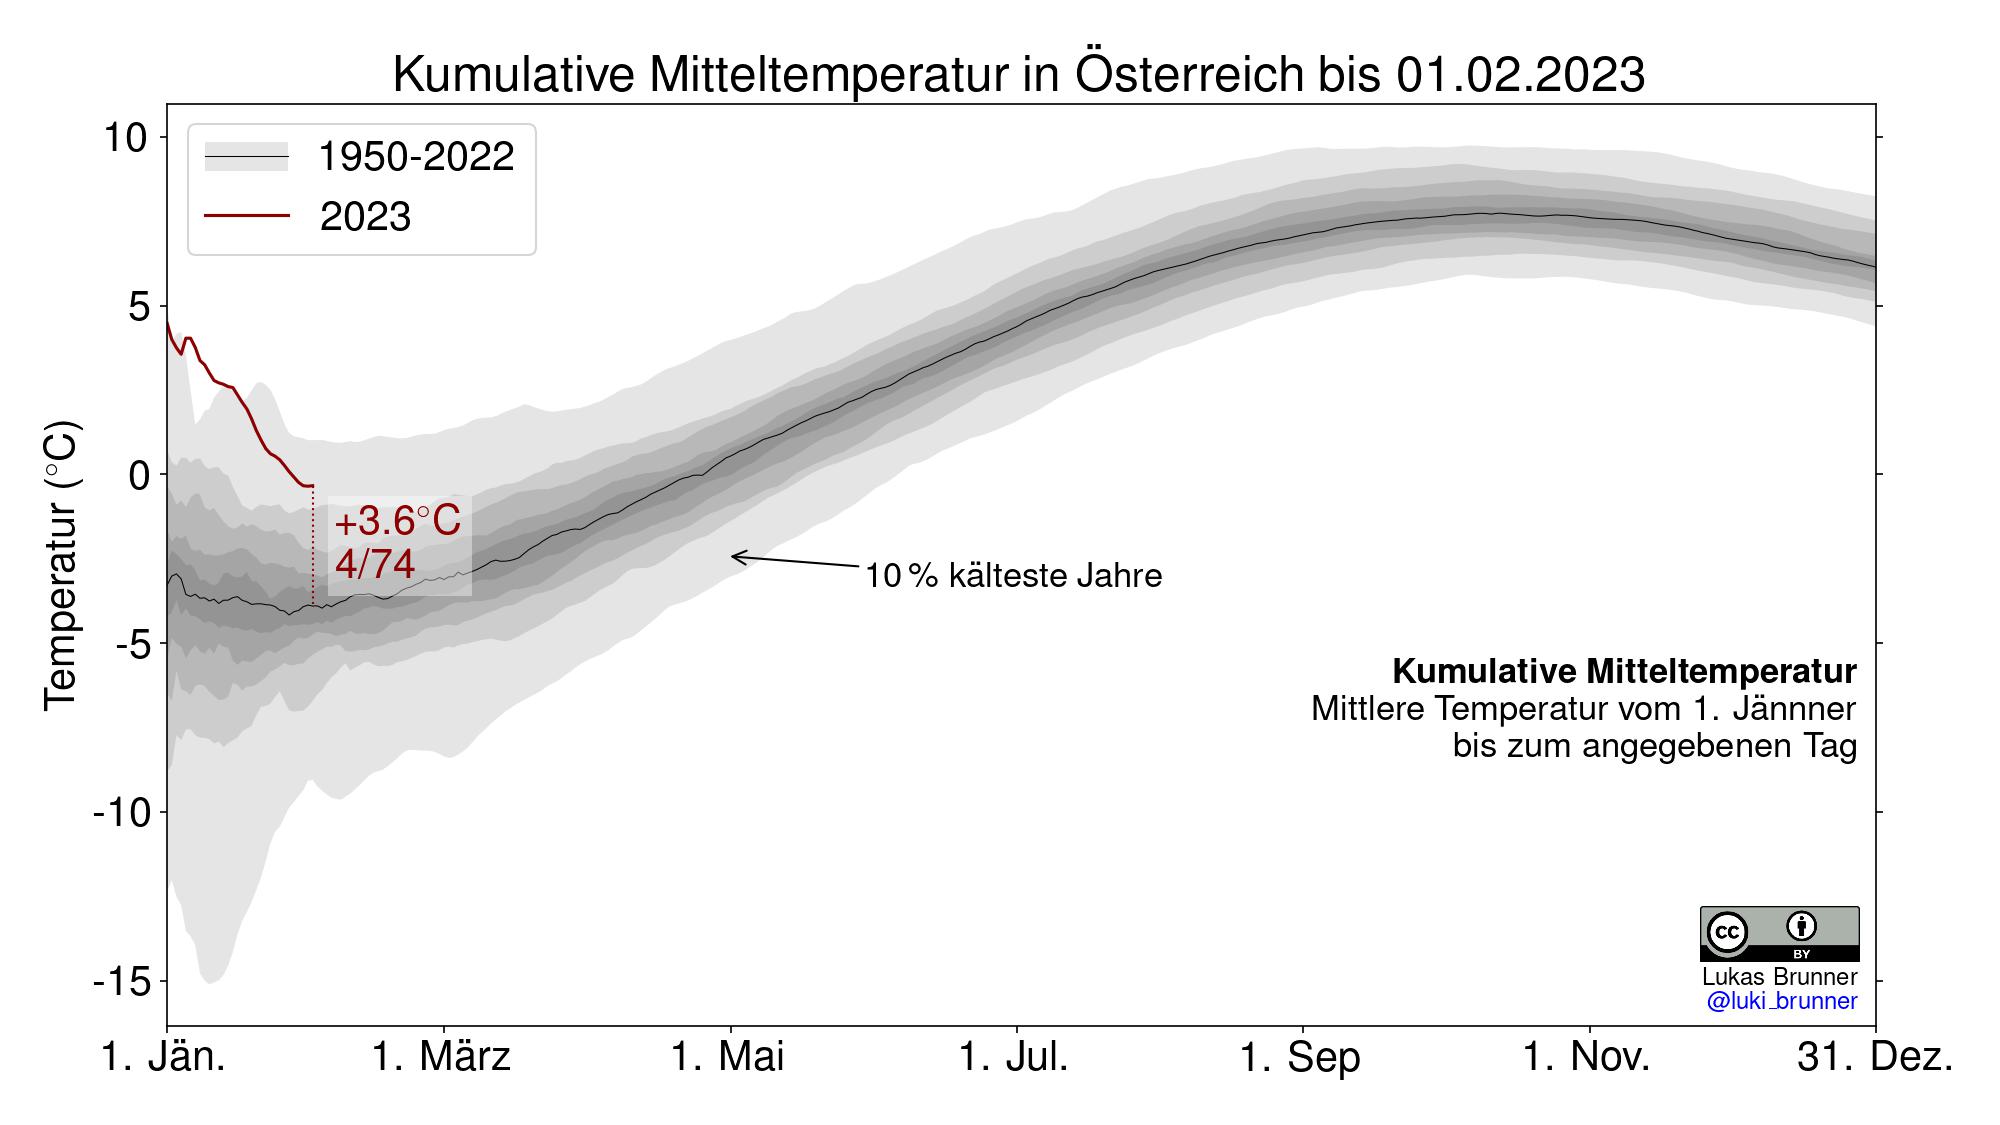 Kumulative Mitteltemperatur in Österreich bis 01.02.2023
1950-2022
2023
10
5
0
-5
-10
-15
Temperatur (°C)
+3.6°C
4/74
10 % kälteste Jahre
Kumulative Mitteltemperatur
Mittlere Temperatur vom 1. Jännner
bis zum angegebenen Tag
cc
BY
Lukas Brunner
@luki_brunner
1. Jän.
1. März
1. Mai
1. Jul.
1. Sep
1. Nov.
31. Dez.